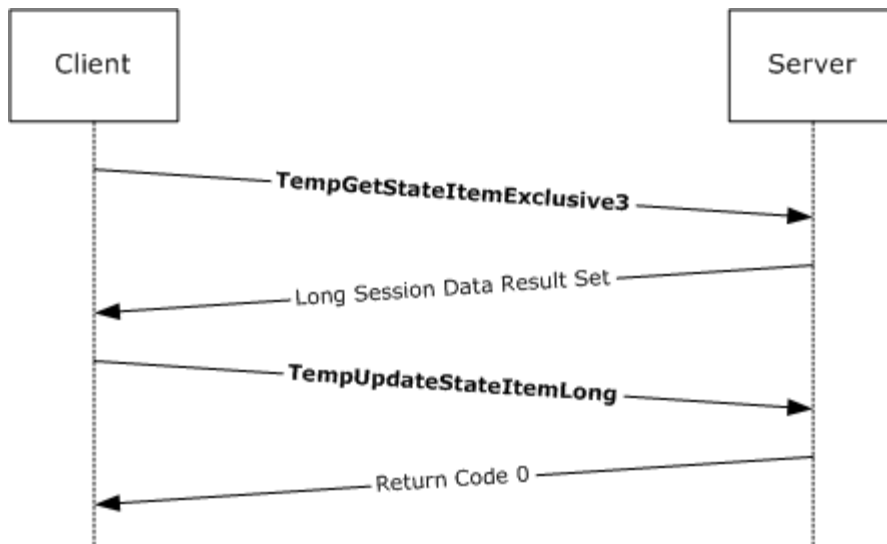 Client
Server
TempGetStateItemExclusive3
Long Session Data Result Set
TempUpdateStateItemLong
Return Code 0